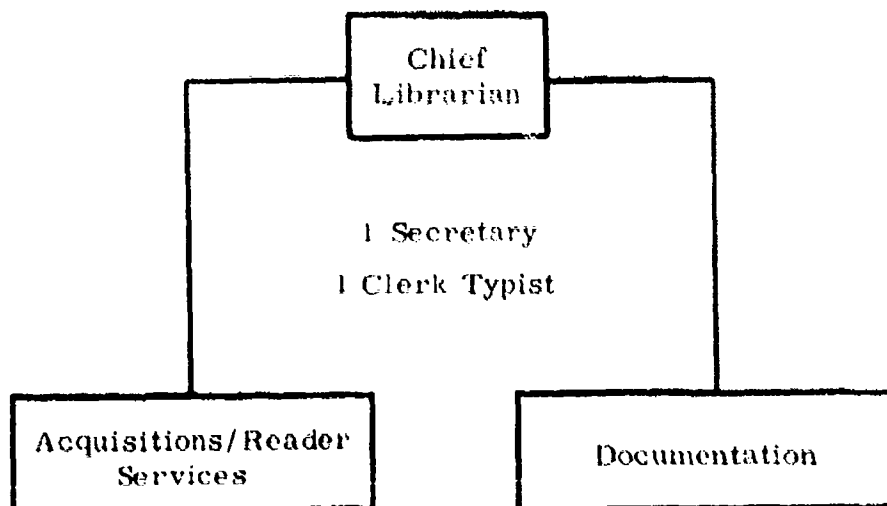 Chief
Librarian
1 Secretary
1 Clerk Typist
Acquisitions/Reader
Services
Documentation